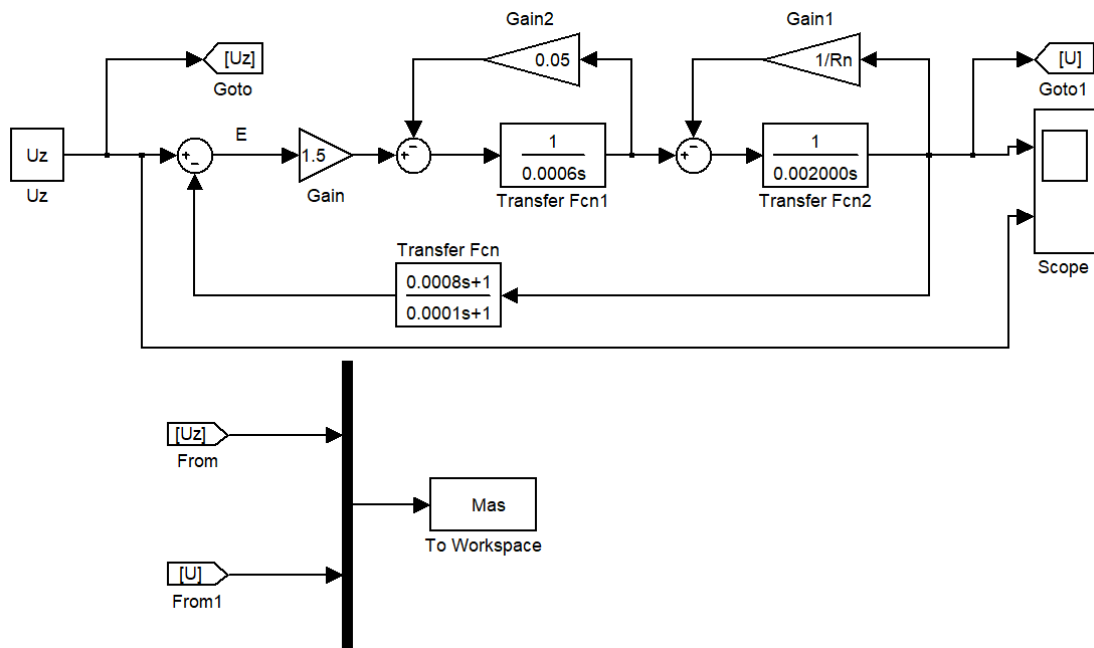 Gain2
Gain1
[Uz]
0.05
1/Rn
[U]
Goto
Goto1
E
Uz
1.5
1
0.0006s
1
0.002000s
Uz
Gain
Transfer Fcn1
Transfer Fcn2
Transfer Fcn
Scope
0.0008s+1
0.0001s+1
[Uz]
From
Mas
To Workspace
[U]
From1